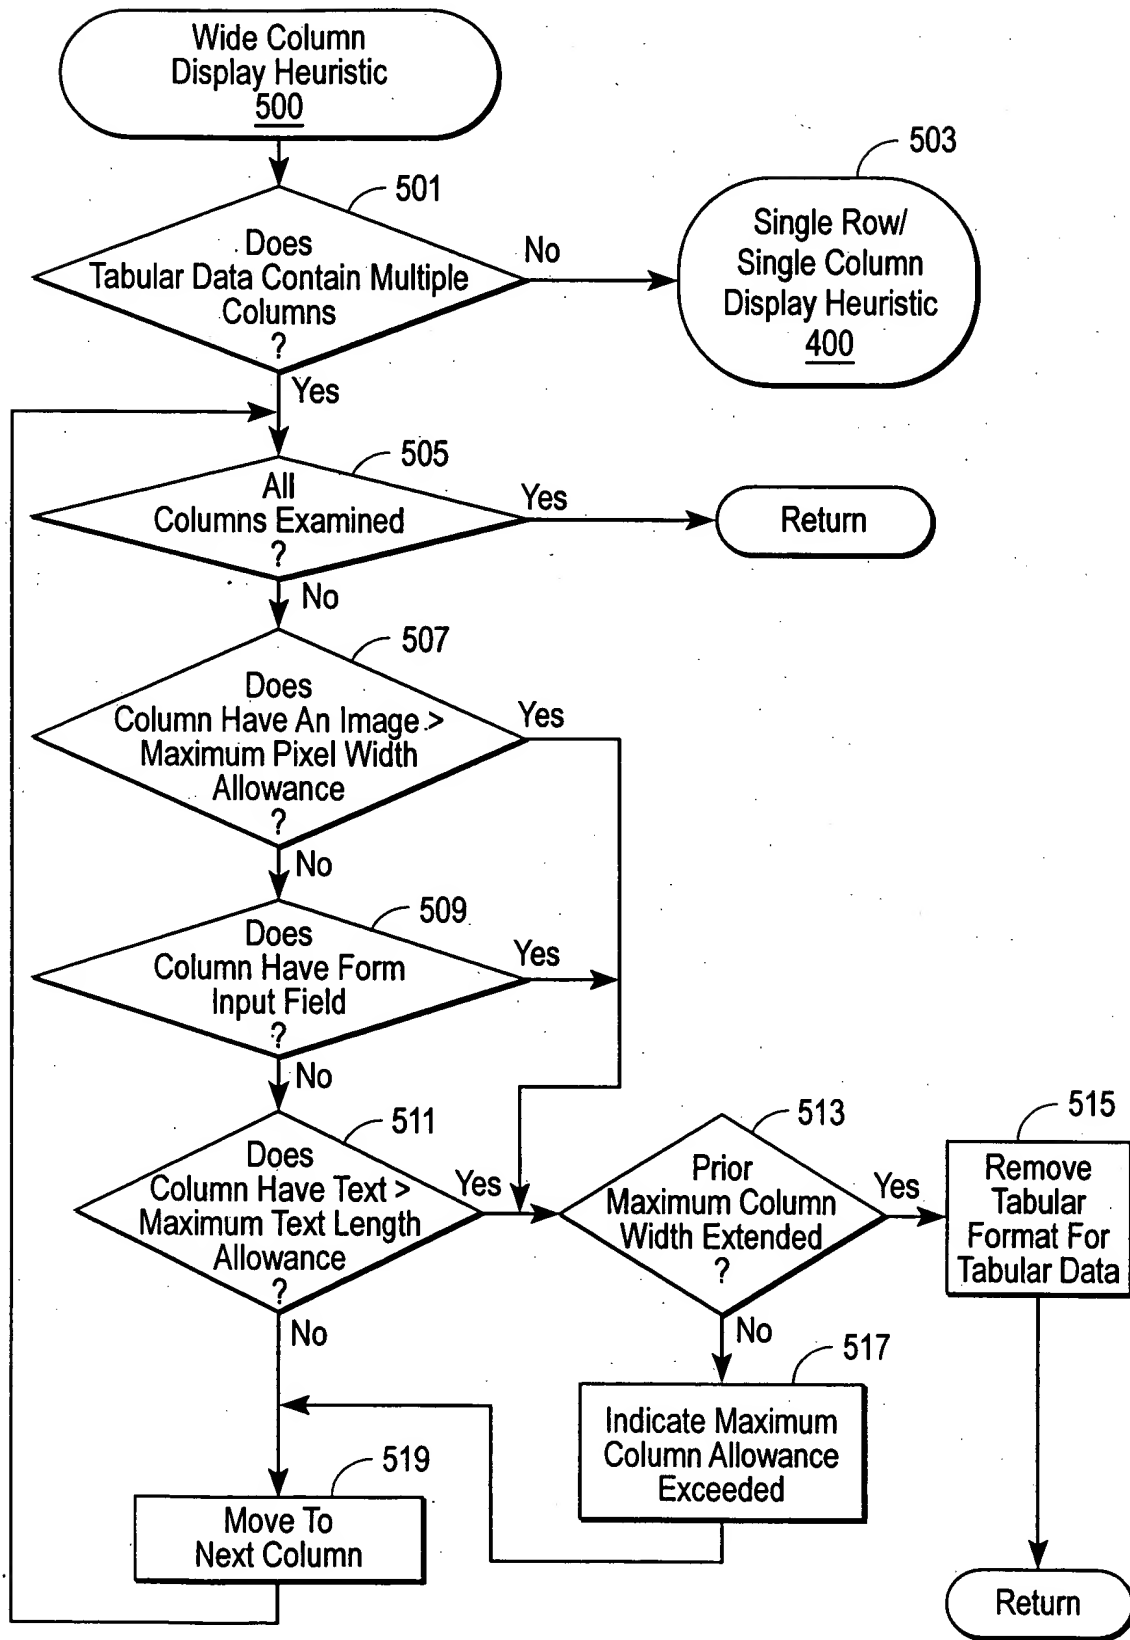 Wide Column
Display Heuristic
500
501
Does
Tabular Data Contain Multiple
Columns
?
No
503
Single Row/
Single Column
Display Heuristic
400
Yes
505
All
Columns Examined
?
Yes
Return
No
507
Does
Column Have An Image >
Maximum Pixel Width
Allowance
?
Yes
No
509
Does
Column Have Form
Input Field
?
Yes
No
511
Does
Column Have Text >
Maximum Text Length
Allowance
?
Yes
513
Prior
Maximum Column
Width Extended
?
Yes
515
Remove
Tabular
Format For
Tabular Data
No
No
517
Indicate Maximum
Column Allowance
Exceeded
519
Move To
Next Column
Return